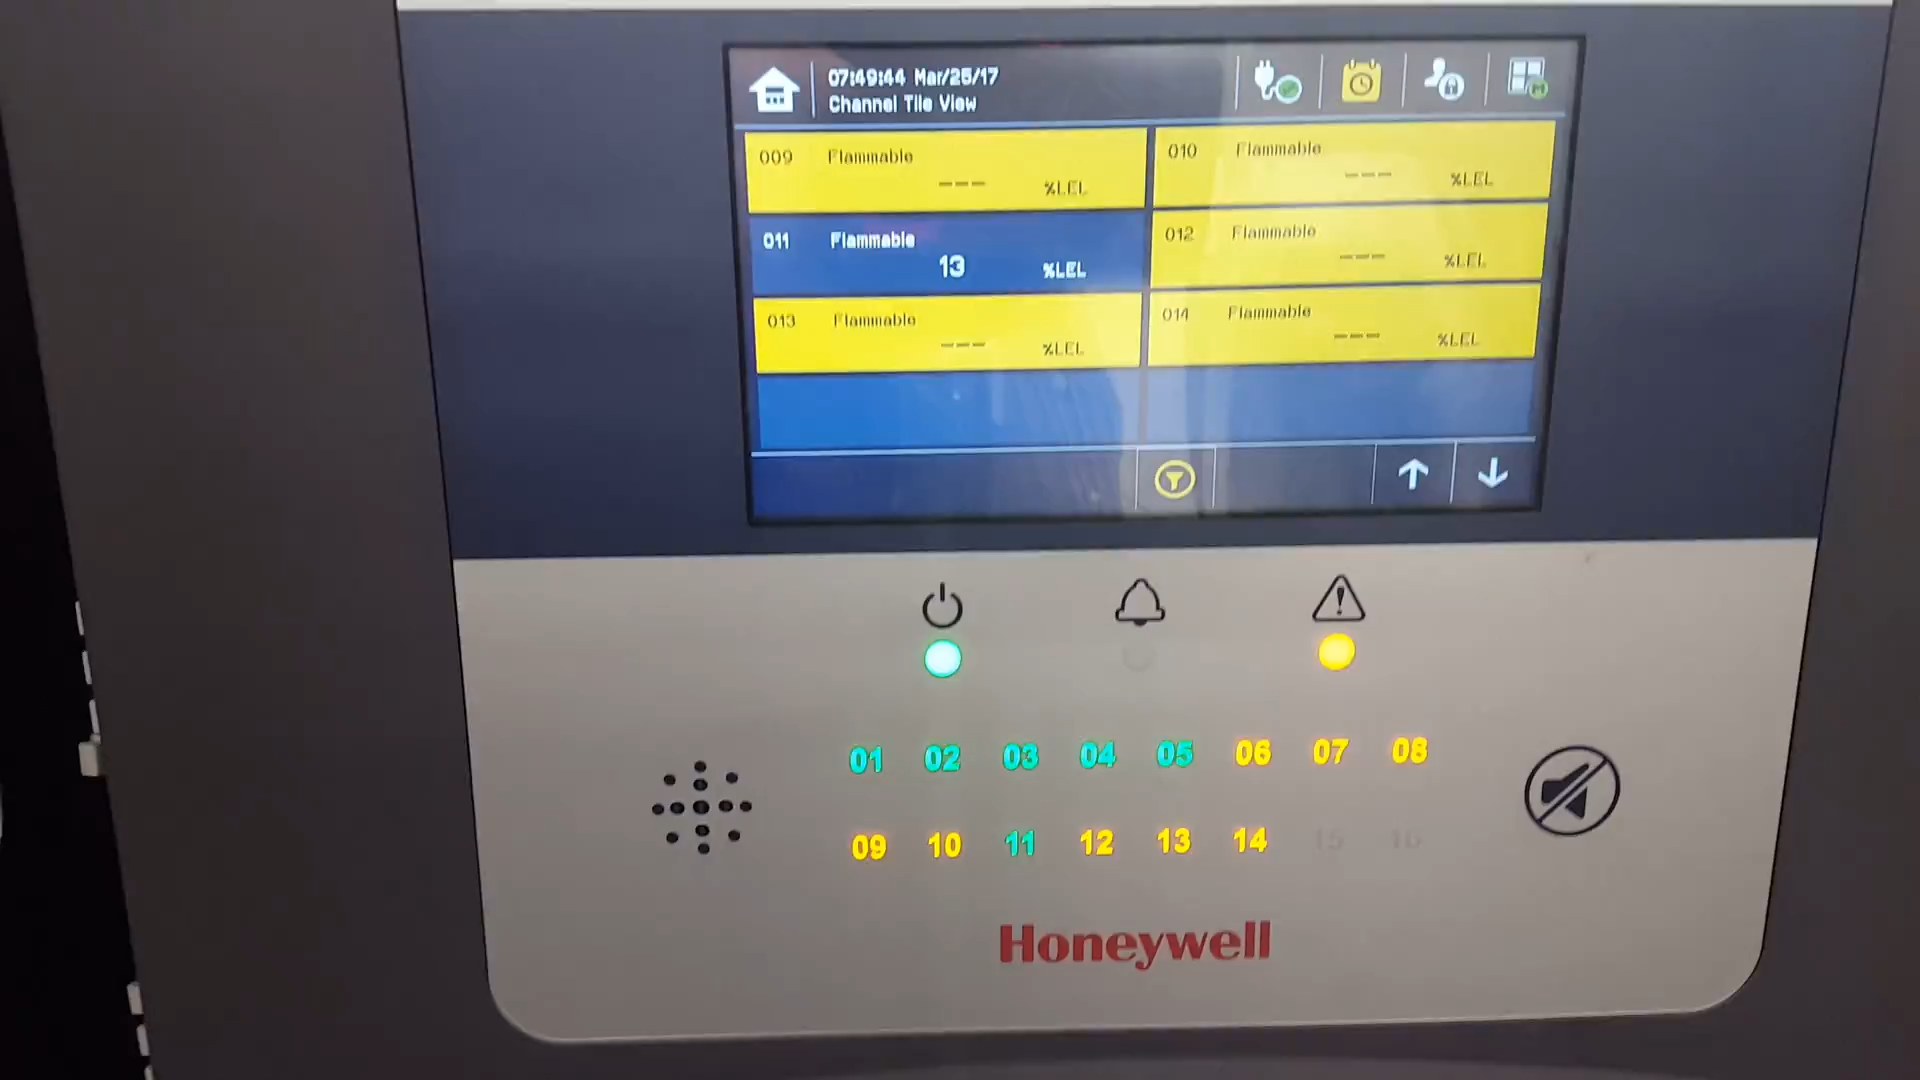 07:49:44 Mar/25/17
Channel Tile View
009 Flammable
--- %LEL
010 Flammable
--- %LEL
011 Flammable
13 %LEL
012 Flammable
--- %LEL
013 Flammable
--- %LEL
014 Flammable
--- %LEL
01 02 03 04 05 06 07 08
09 10 11 12 13 14 15 16
Honeywell